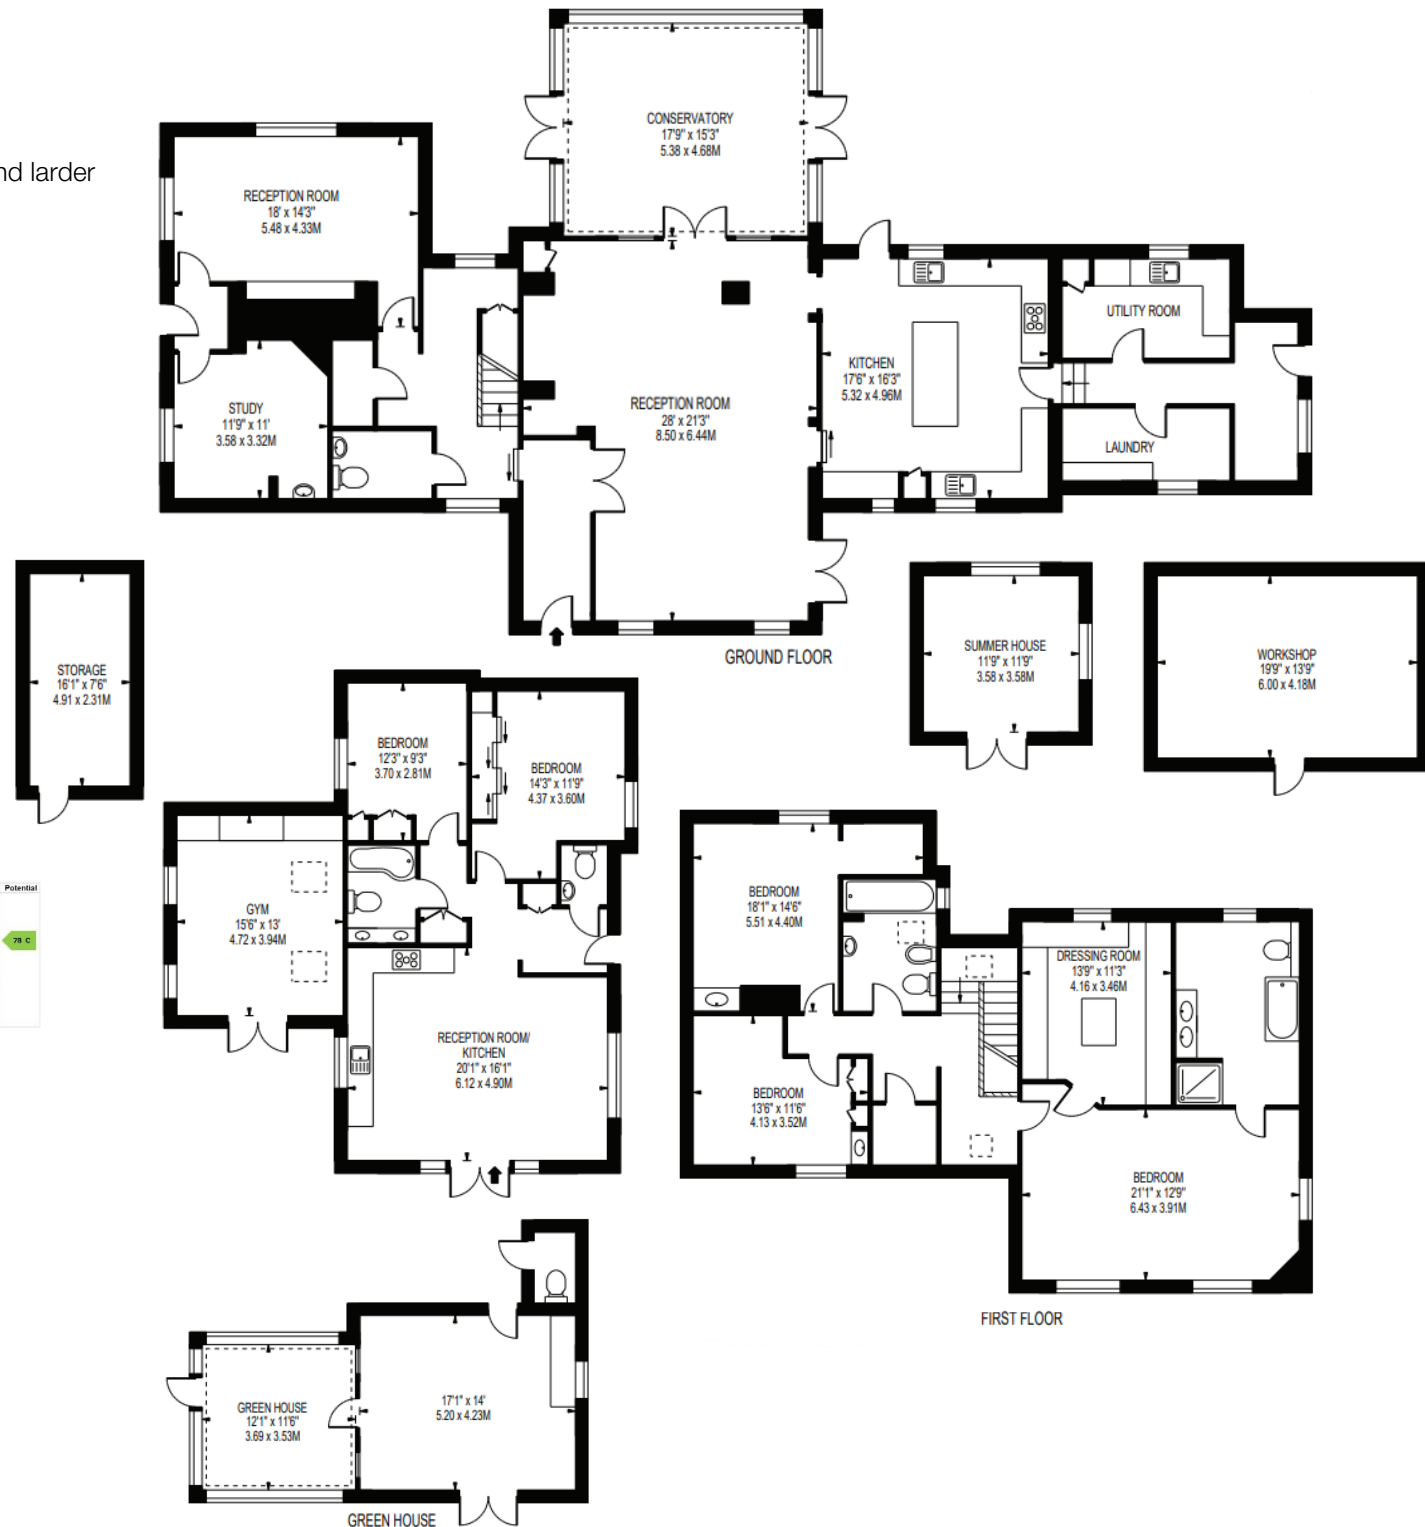 nd larder
CONSERVATORY
17'9" x 15'3"
5.38 x 4.68M
RECEPTION ROOM
18' x 14'3"
5.48 x 4.33M
UTILITY ROOM
KITCHEN
17'6" x 16'3"
5.32 x 4.96M
RECEPTION ROOM
28' x 21'3"
8.50 x 6.44M
STUDY
11'9" x 11'
3.58 x 3.32M
LAUNDRY
GROUND FLOOR
STORAGE
16'1" x 7'6"
4.91 x 2.31M
SUMMER HOUSE
11'9" x 11'9"
3.58 x 3.58M
WORKSHOP
19'9" x 13'9"
6.00 x 4.18M
BEDROOM
12'3" x 9'3"
3.70 x 2.81M
BEDROOM
14'3" x 11'9"
4.37 x 3.60M
Potential
78 C
GYM
15'6" x 13'
4.72 x 3.94M
BEDROOM
18'1" x 14'6"
5.51 x 4.40M
DRESSING ROOM
13'9" x 11'3"
4.16 x 3.46M
RECEPTION ROOM/
KITCHEN
20'1" x 16'1"
6.12 x 4.90M
BEDROOM
13'6" x 11'6"
4.13 x 3.52M
BEDROOM
21'1" x 12'9"
6.43 x 3.91M
FIRST FLOOR
GREEN HOUSE
12'1" x 11'6"
3.69 x 3.53M
17'1" x 14'
5.20 x 4.23M
GREEN HOUSE